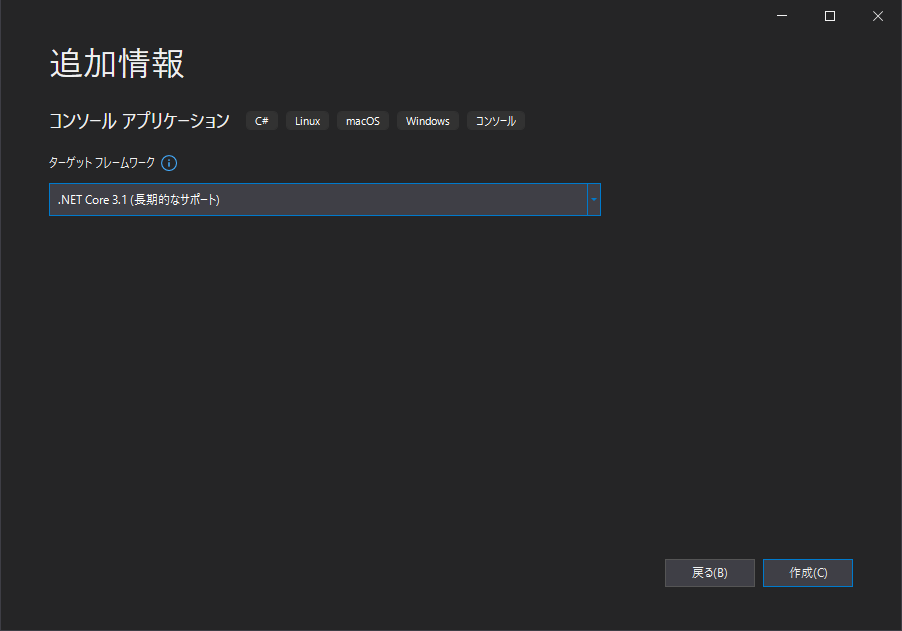 追加情報
コンソール アプリケーション C# Linux macOS Windows コンソール
ターゲット フレームワーク
.NET Core 3.1 (長期的なサポート)
戻る(B) 作成(C)